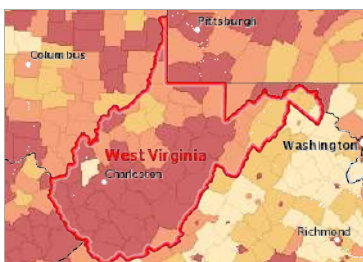 Pittsburgh
Columbus
West Virginia
Charleston
Washington
Richmond